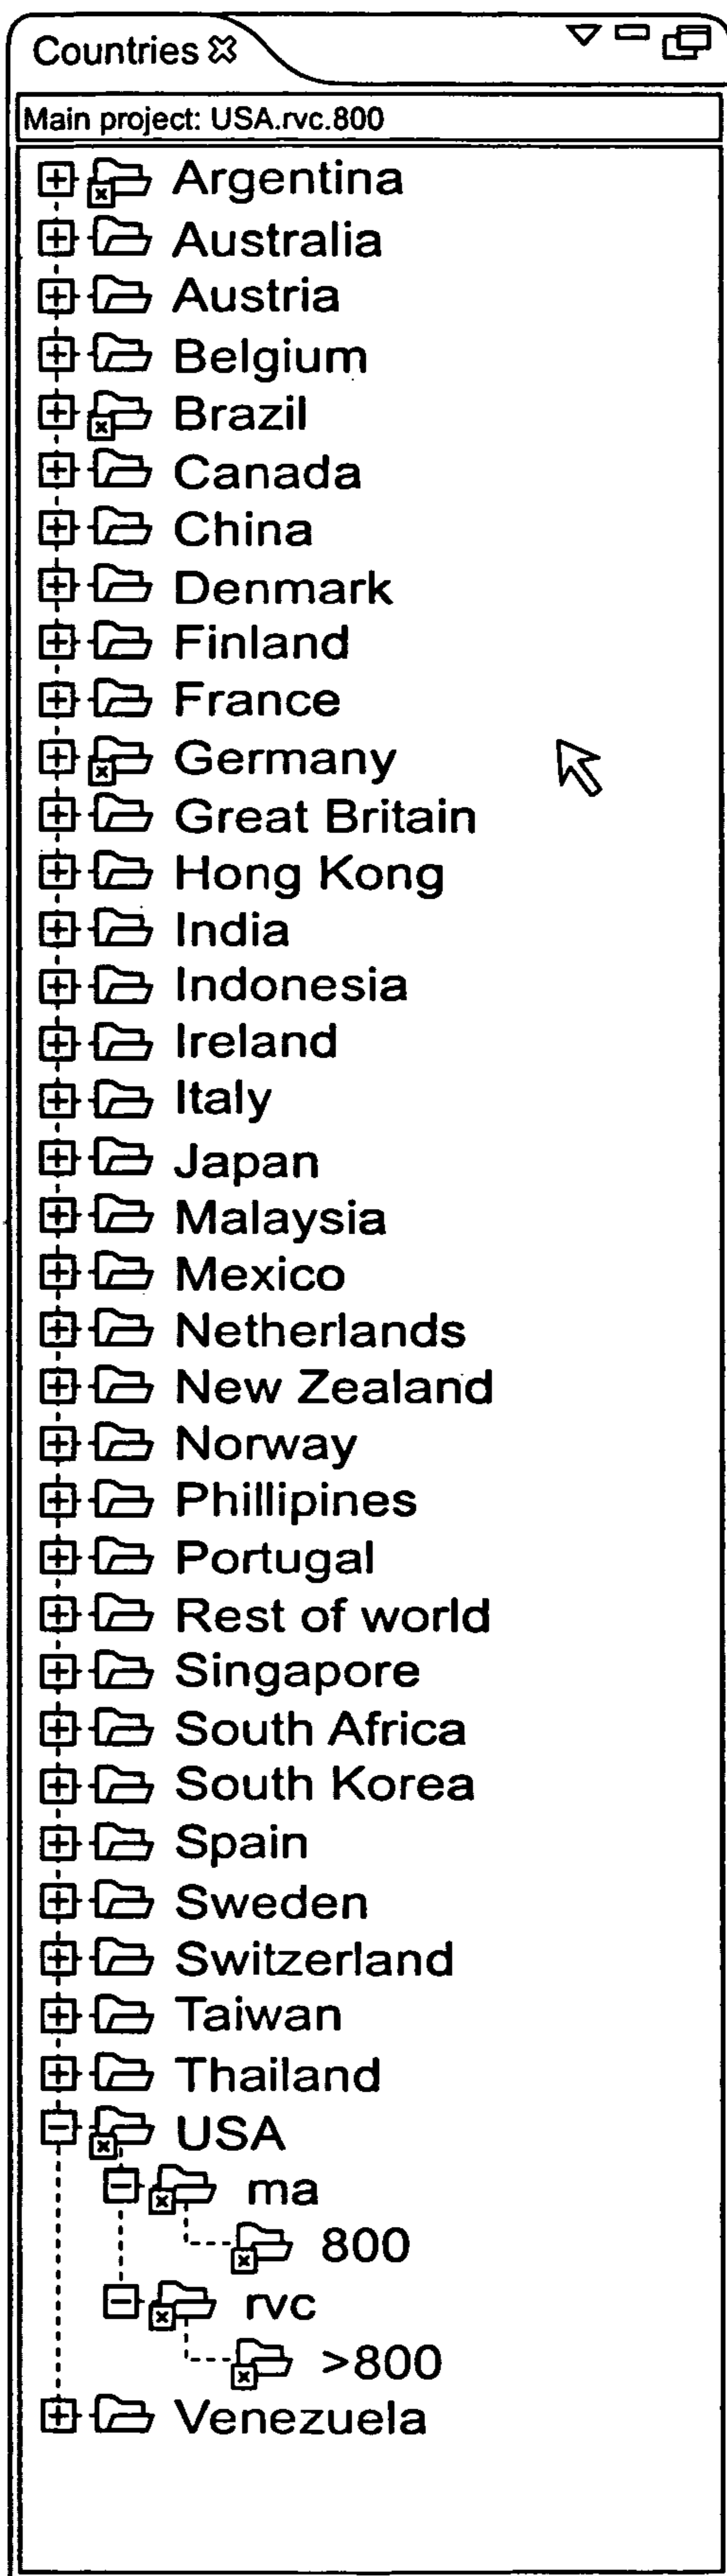 Countries
Main project: USA.rvc.800
Argentina
Australia
Austria
Belgium
Brazil
Canada
China
Denmark
Finland
France
Germany
Great Britain
Hong Kong
India
Indonesia
Ireland
Italy
Japan
Malaysia
Mexico
Netherlands
New Zealand
Norway
Phillipines
Portugal
Rest of world
Singapore
South Africa
South Korea
Spain
Sweden
Switzerland
Taiwan
Thailand
USA
ma
800
rvc
>800
Venezuela